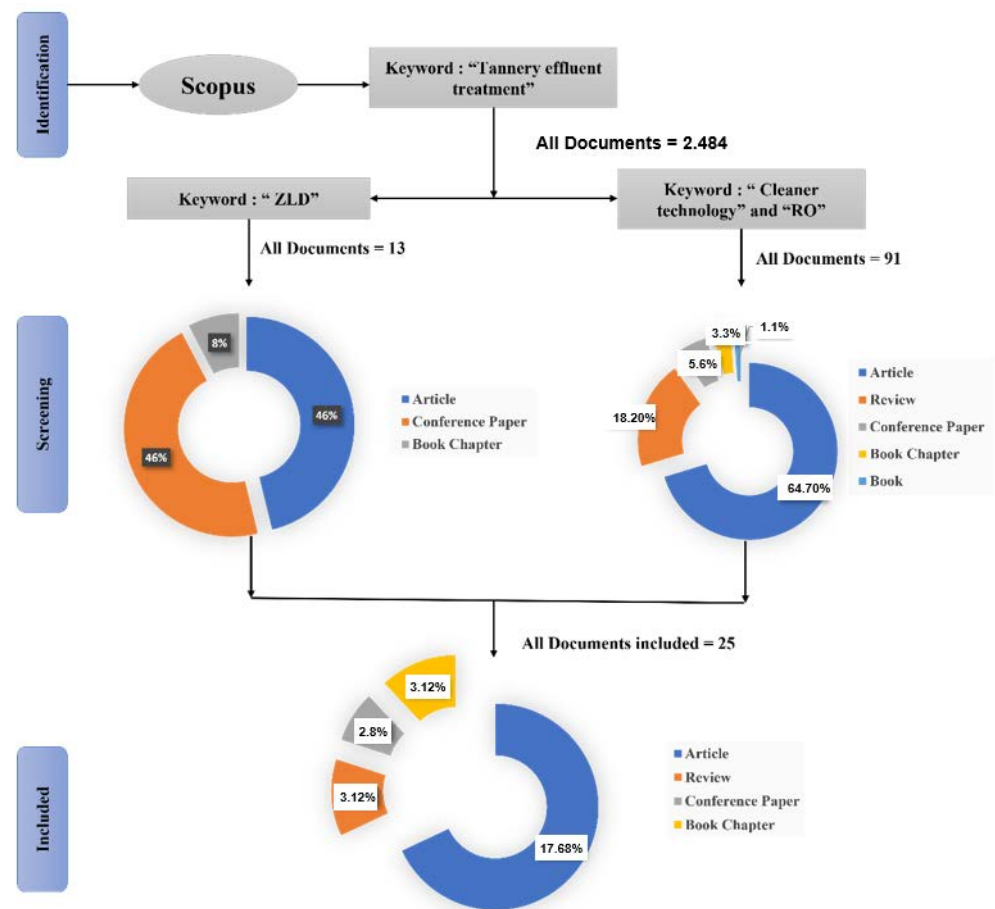 Identification
Scopus
Keyword : “Tannery effluent
treatment”
All Documents = 2.484
Keyword : “ ZLD”
Keyword : “ Cleaner
technology” and “RO”
All Documents = 13
All Documents = 91
Screening
8%
46%
46%
Article
Conference Paper
Book Chapter
3.3%
1.1%
5.6%
18.20%
64.70%
Article
Review
Conference Paper
Book Chapter
Book
All Documents included = 25
Included
3.12%
2.8%
3.12%
17.68%
Article
Review
Conference Paper
Book Chapter